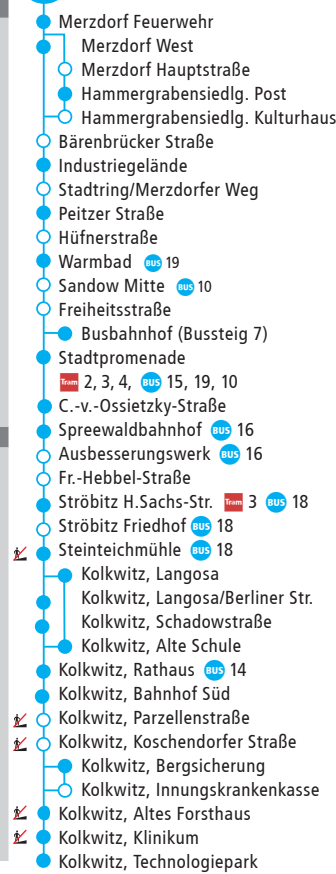 Merzdorf Feuerwehr
Merzdorf West
Merzdorf Hauptstraße
Hammergrabensiedlg. Post
Hammergrabensiedlg. Kulturhaus
Bärenbrücker Straße
Industriegelände
Stadtring/Merzdorfer Weg
Peitzer Straße
Hüfnerstraße
Warmbad BUS 19
Sandow Mitte BUS 10
Freiheitsstraße
Busbahnhof (Bussteig 7)
Stadtpromenade
Tram 2, 3, 4, BUS 15, 19, 10
C.-v.-Ossietzky-Straße
Spreewaldbahnhof BUS 16
Ausbesserungswerk BUS 16
Fr.-Hebbel-Straße
Ströbitz H.Sachs-Str. Tram 3 BUS 18
Ströbitz Friedhof BUS 18
Steinteichmühle BUS 18
Kolkwitz, Langosa
Kolkwitz, Langosa/Berliner Str.
Kolkwitz, Schadowstraße
Kolkwitz, Alte Schule
Kolkwitz, Rathaus BUS 14
Kolkwitz, Bahnhof Süd
Kolkwitz, Parzellenstraße
Kolkwitz, Koschendorfer Straße
Kolkwitz, Bergsicherung
Kolkwitz, Innungskrankenkasse
Kolkwitz, Altes Forsthaus
Kolkwitz, Klinikum
Kolkwitz, Technologiepark